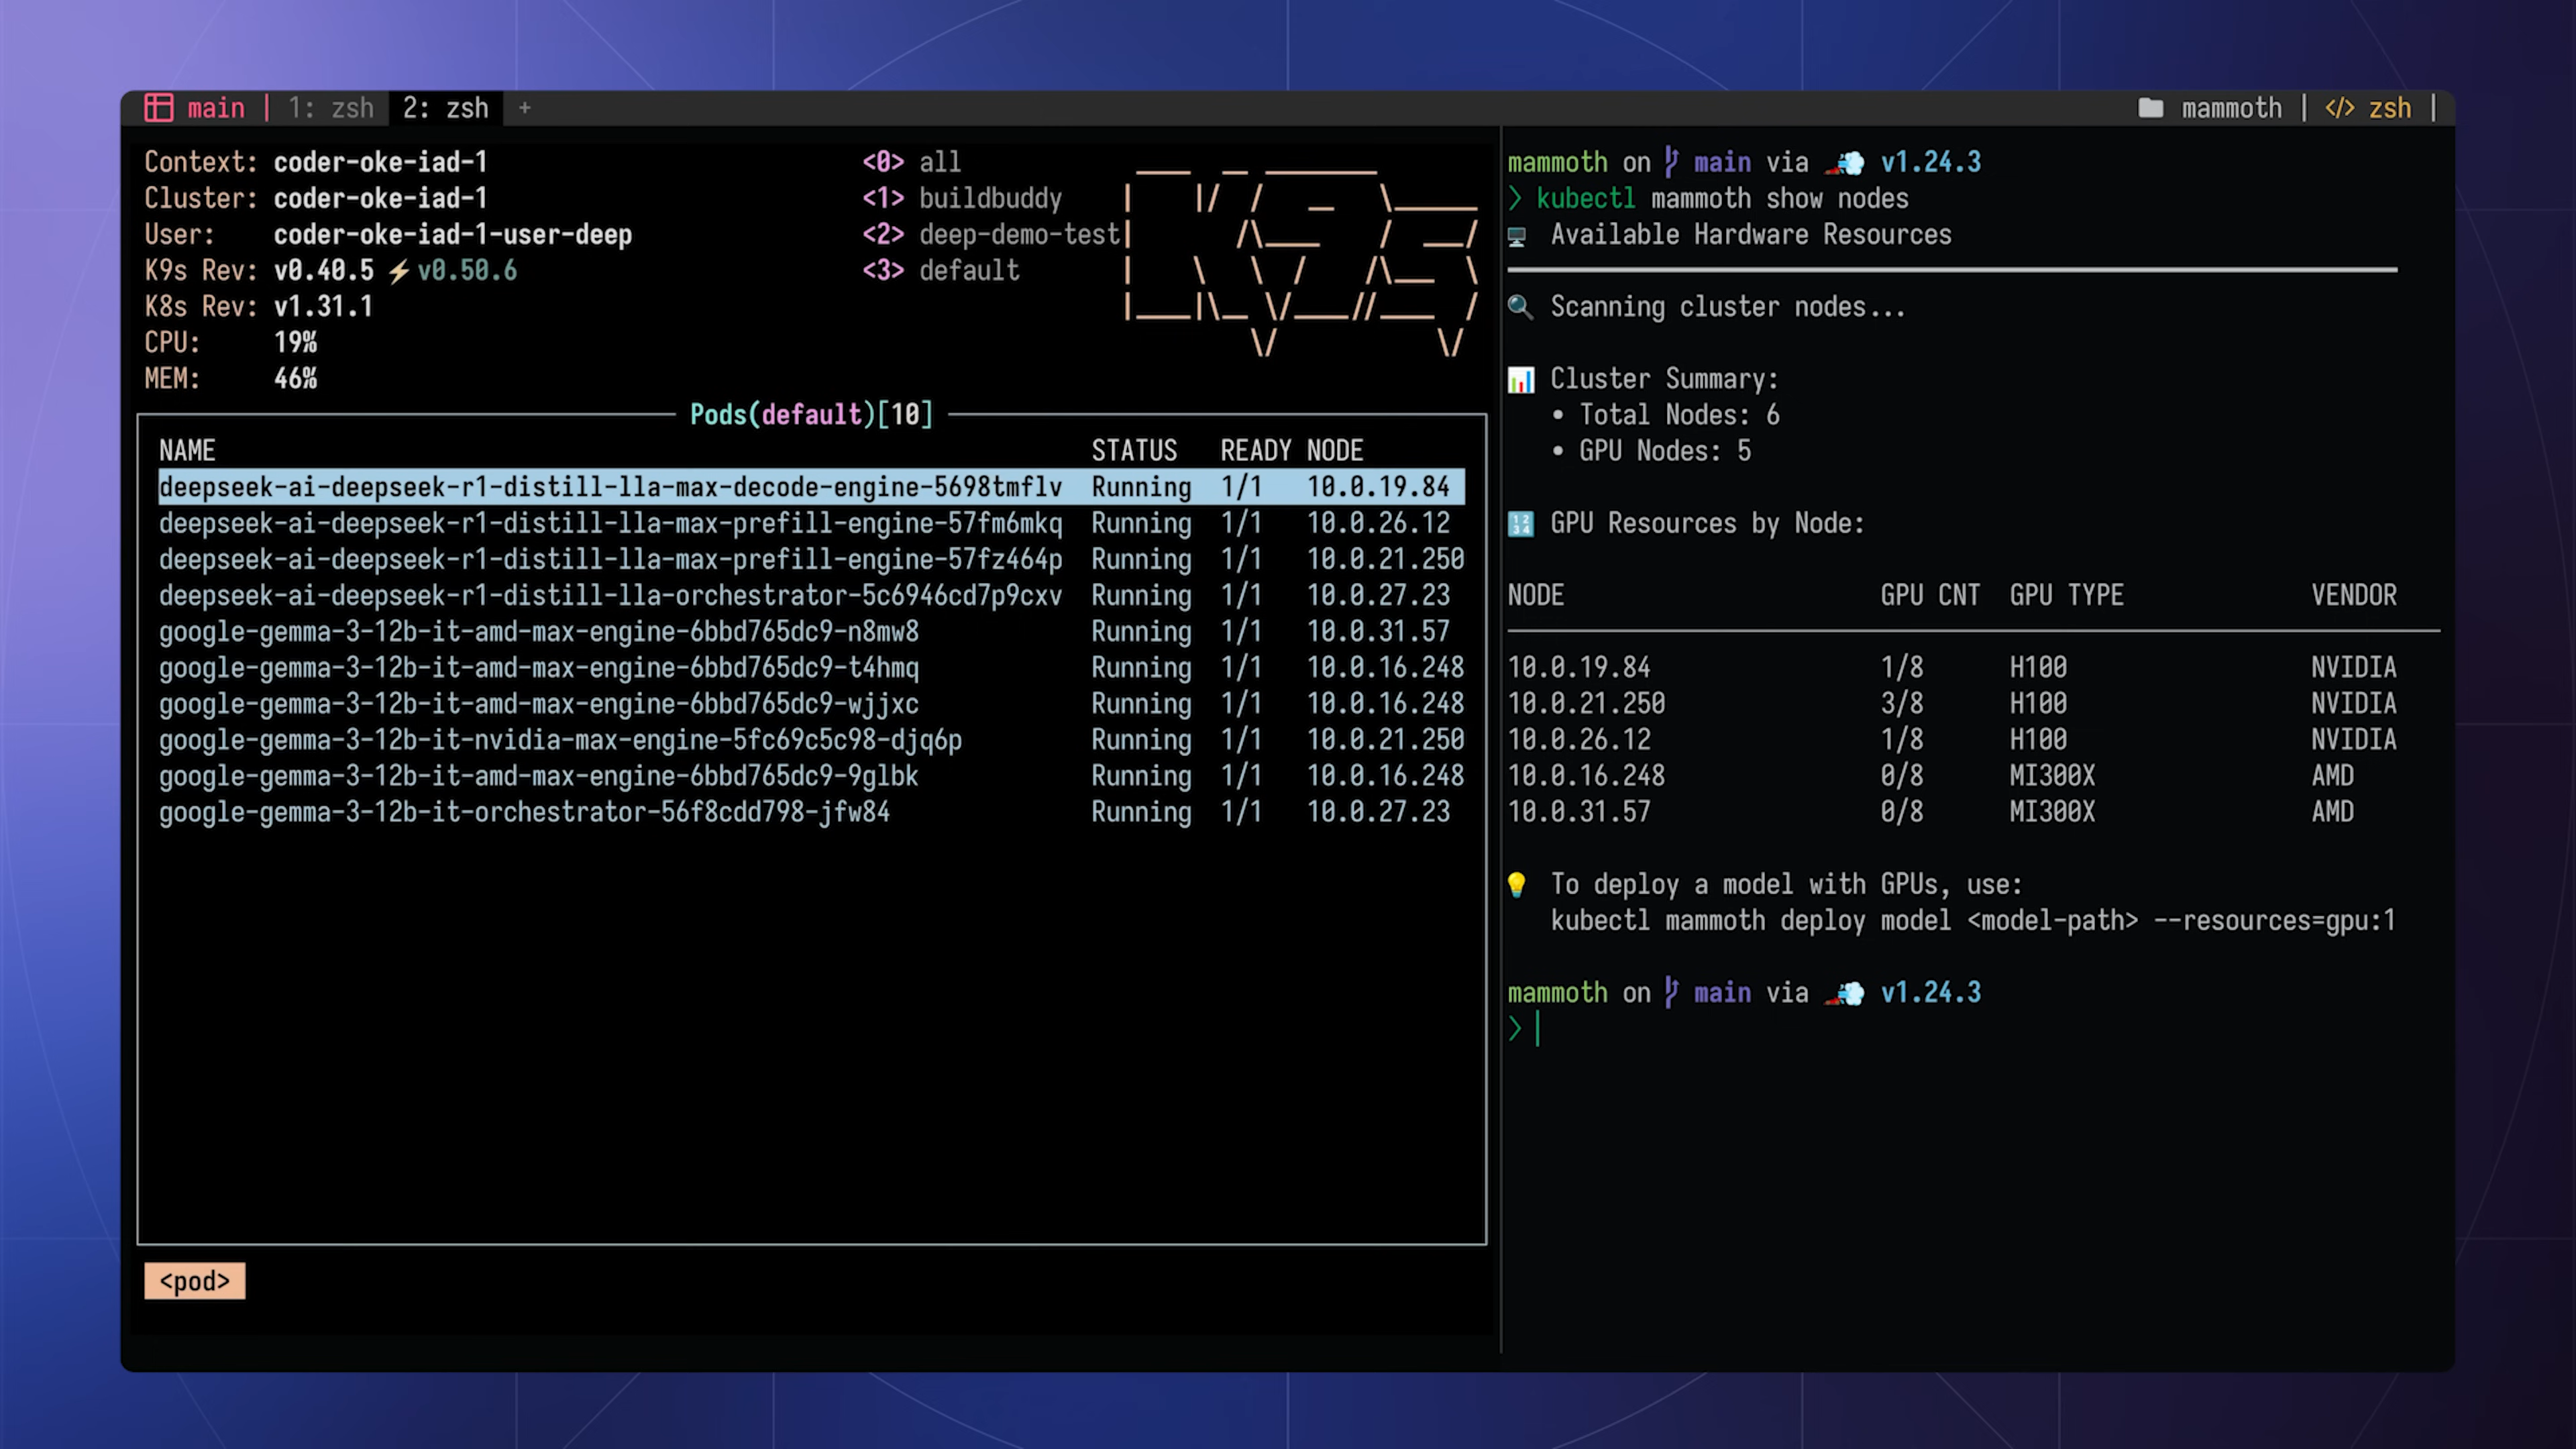 main | 1: zsh 2: zsh +
mammoth | </> zsh |
Context: coder-oke-iad-1
Cluster: coder-oke-iad-1
User: coder-oke-iad-1-user-deep
K9s Rev: v0.40.5 ⚡v0.50.6
K8s Rev: v1.31.1
CPU: 19%
MEM: 46%
<0> all
<1> buildbuddy
<2> deep-demo-test
<3> default
K9s
Pods(default)[10]
NAME STATUS READY NODE
deepseek-ai-deepseek-r1-distill-lla-max-decode-engine-5698tmflv Running 1/1 10.0.19.84
deepseek-ai-deepseek-r1-distill-lla-max-prefill-engine-57fm6mkq Running 1/1 10.0.26.12
deepseek-ai-deepseek-r1-distill-lla-max-prefill-engine-57fz464p Running 1/1 10.0.21.250
deepseek-ai-deepseek-r1-distill-lla-orchestrator-5c6946cd7p9cxv Running 1/1 10.0.27.23
google-gemma-3-12b-it-amd-max-engine-6bbd765dc9-n8mw8 Running 1/1 10.0.31.57
google-gemma-3-12b-it-amd-max-engine-6bbd765dc9-t4hmq Running 1/1 10.0.16.248
google-gemma-3-12b-it-amd-max-engine-6bbd765dc9-wjjxc Running 1/1 10.0.16.248
google-gemma-3-12b-it-nvidia-max-engine-5fc69c5c98-djq6p Running 1/1 10.0.21.250
google-gemma-3-12b-it-amd-max-engine-6bbd765dc9-9glbk Running 1/1 10.0.16.248
google-gemma-3-12b-it-orchestrator-56f8cdd798-jfw84 Running 1/1 10.0.27.23
<pod>
mammoth on main via v1.24.3
❯ kubectl mammoth show nodes
Available Hardware Resources
Scanning cluster nodes...
Cluster Summary:
• Total Nodes: 6
• GPU Nodes: 5
GPU Resources by Node:
NODE GPU CNT GPU TYPE VENDOR
10.0.19.84 1/8 H100 NVIDIA
10.0.21.250 3/8 H100 NVIDIA
10.0.26.12 1/8 H100 NVIDIA
10.0.16.248 0/8 MI300X AMD
10.0.31.57 0/8 MI300X AMD
To deploy a model with GPUs, use:
kubectl mammoth deploy model <model-path> --resources=gpu:1
mammoth on main via v1.24.3
❯